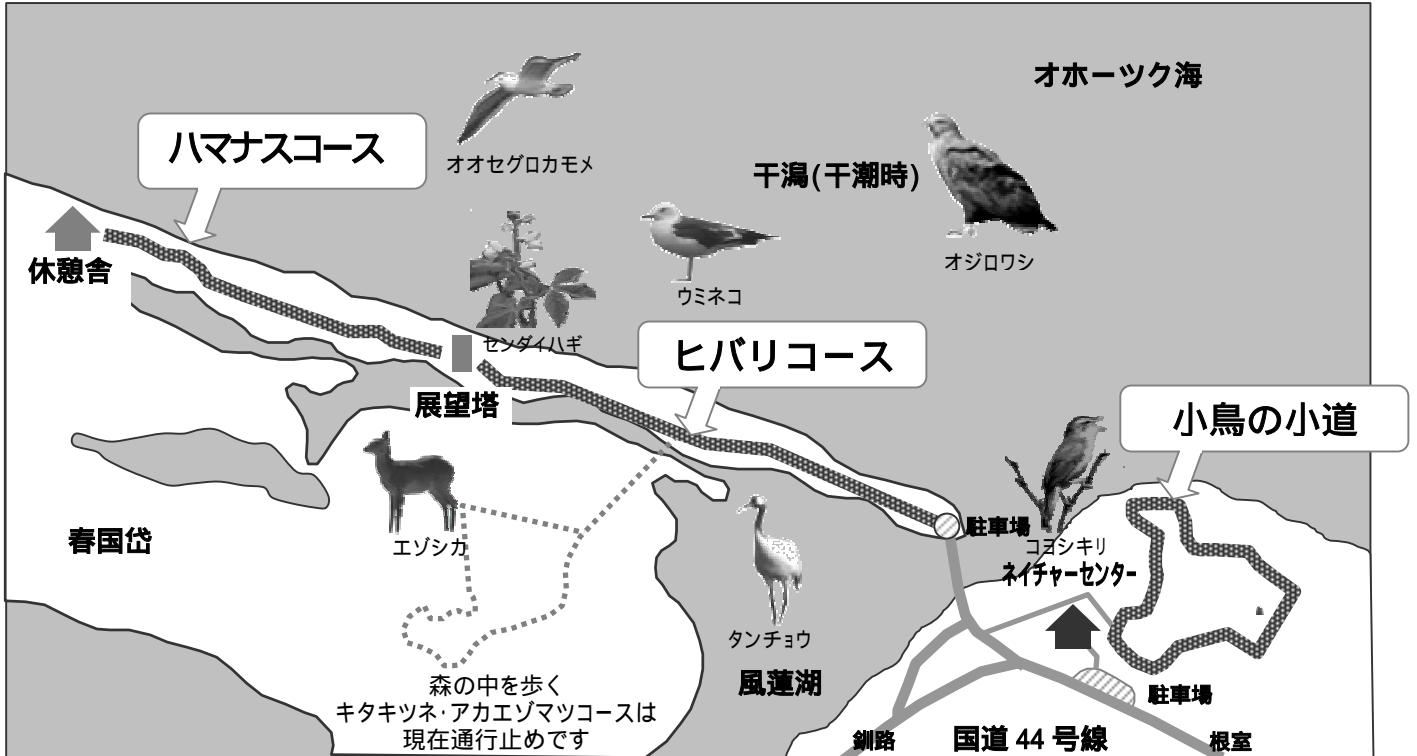 オホーツク海
ハマナスコース
オオセグロカモメ
干潟(干潮時)
オジロワシ
休憩舎
ウミネコ
センダイハギ
ヒバリコース
展望塔
小鳥の小道
春国岱
エゾシカ
駐車場
コヨシキリ
ネイチャーセンター
タンチョウ
風蓮湖
森の中を歩く
キタキツネ・アカエゾマツコースは
現在通行止めです
駐車場
釧路
国道 44 号線
根室